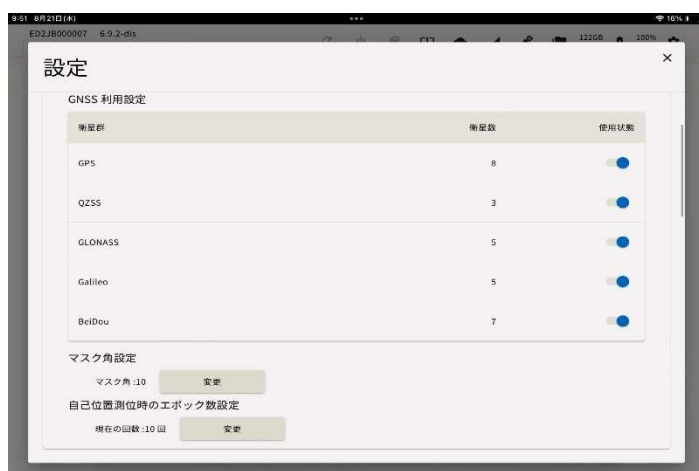 9:51 8月21日(水)
16%
ED2JB000007 6.9.2-dis
122GB 100%
設定
×
GNSS 利用設定
衛星群 衛星数 使用状態
GPS 8
QZSS 3
GLONASS 5
Galileo 5
BeiDou 7
マスク角設定
マスク角 :10 変更
自己位置測位時のエポック数設定
現在の回数 :10 回 変更